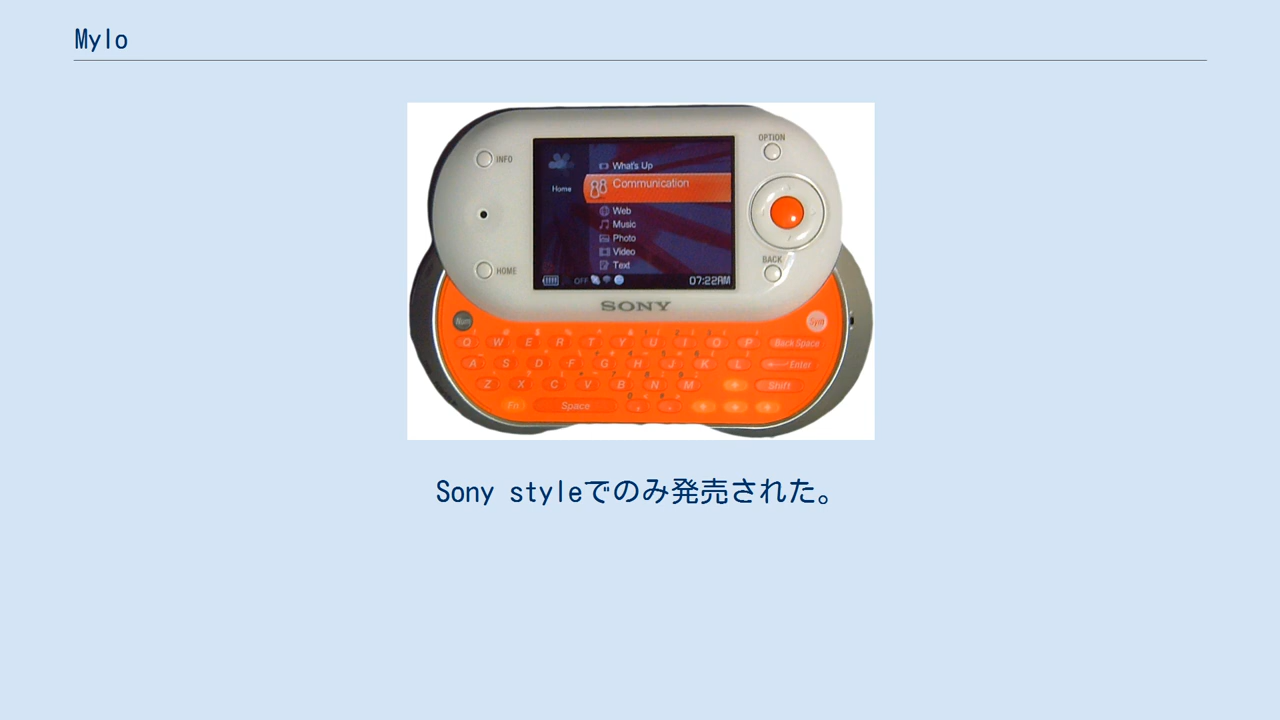 Mylo
OPTION
INFO
What's Up
Home
Communication
Web
Music
Photo
BACK
Video
HOME
Text
OFF
07:22AM
SONY
Num
Sym
Q W E R T Y U I O P Back Space
A S D F G H J K L Enter
Z X C V B N M Shift
Fn Space
Sony styleでのみ発売された。